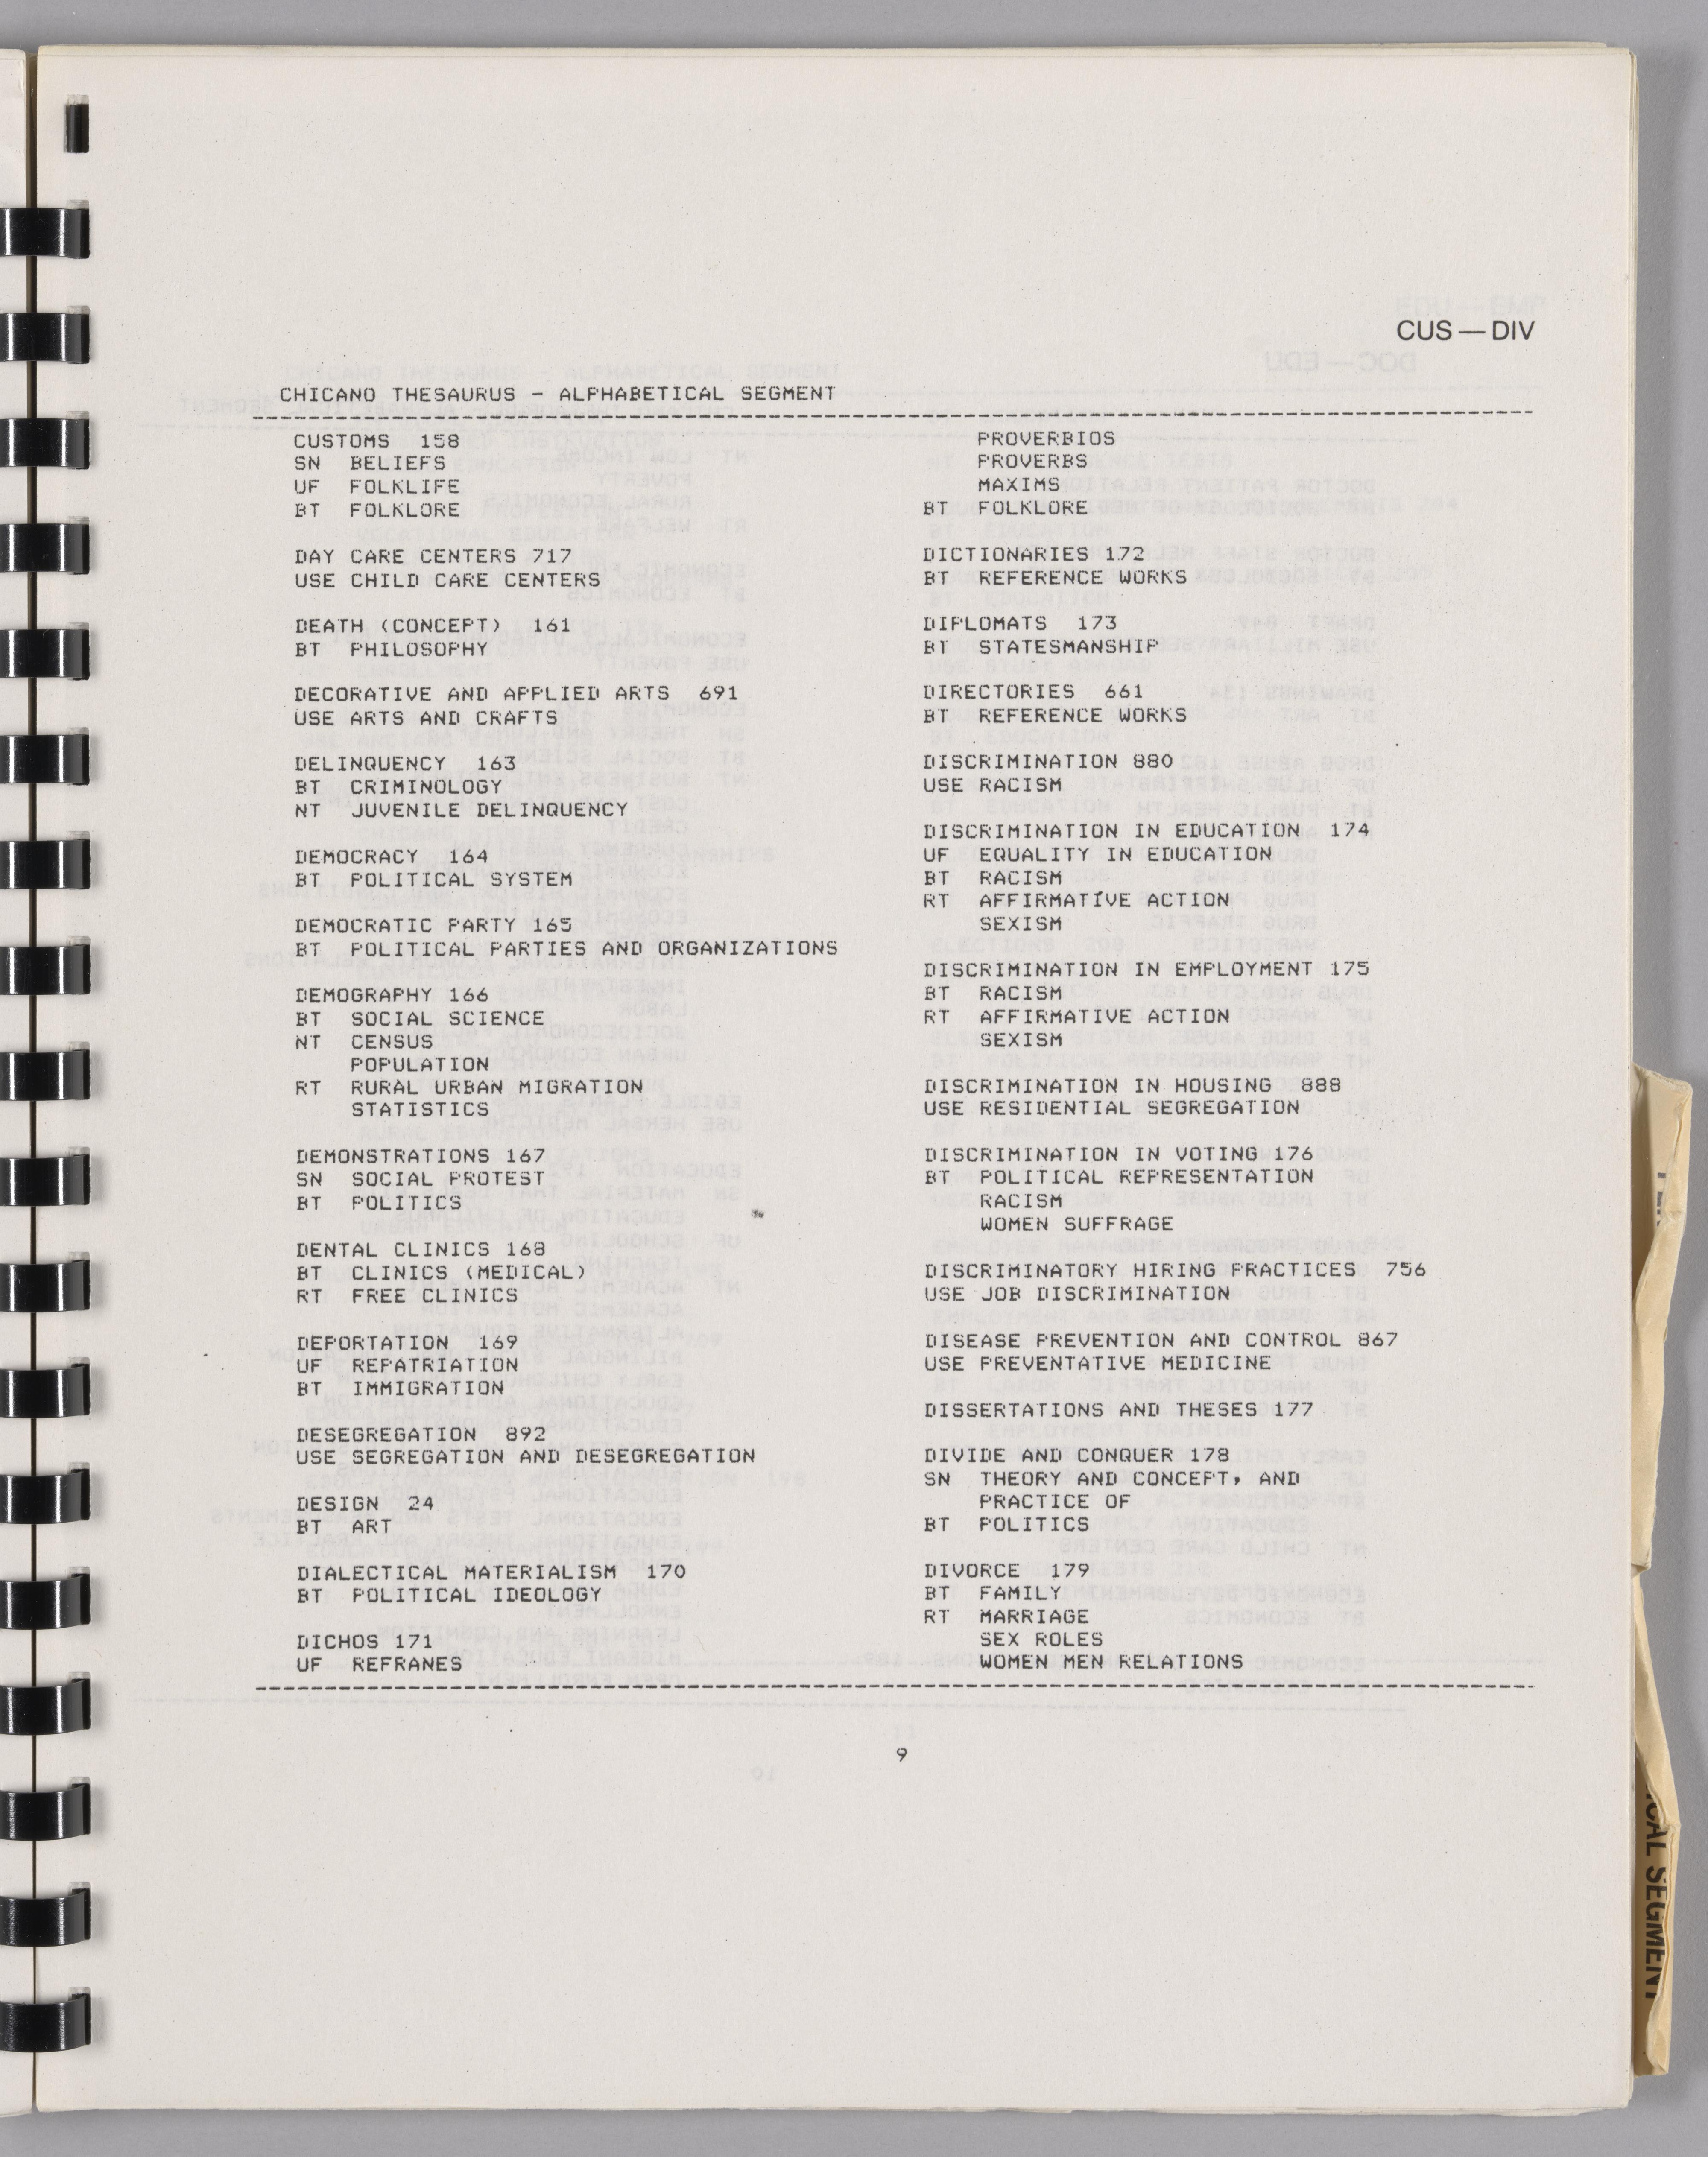 CUS — DIV
CHICANO THESAURUS - ALPHABETICAL SEGMENT
CUSTOMS 158
SN BELIEFS
UF FOLKLIFE
BT FOLKLORE
DAY CARE CENTERS 717
USE CHILD CARE CENTERS
DEATH (CONCEPT) 161
BT PHILOSOPHY
DECORATIVE AND APPLIED ARTS 691
USE ARTS AND CRAFTS
DELINQUENCY 163
BT CRIMINOLOGY
NT JUVENILE DELINQUENCY
DEMOCRACY 164
BT POLITICAL SYSTEM
DEMOCRATIC PARTY 165
BT POLITICAL PARTIES AND ORGANIZATIONS
DEMOGRAPHY 166
BT SOCIAL SCIENCE
NT CENSUS
POPULATION
RT RURAL URBAN MIGRATION
STATISTICS
DEMONSTRATIONS 167
SN SOCIAL PROTEST
BT POLITICS
DENTAL CLINICS 168
BT CLINICS (MEDICAL)
RT FREE CLINICS
DEPORTATION 169
UF REPATRIATION
BT IMMIGRATION
DESEGREGATION 892
USE SEGREGATION AND DESEGREGATION
DESIGN 24
BT ART
DIALECTICAL MATERIALISM 170
BT POLITICAL IDEOLOGY
DICHOS 171
UF REFRANES
PROVERBIOS
PROVERBS
MAXIMS
BT FOLKLORE
DICTIONARIES 172
BT REFERENCE WORKS
DIPLOMATS 173
BT STATESMANSHIP
DIRECTORIES 661
BT REFERENCE WORKS
DISCRIMINATION 880
USE RACISM
DISCRIMINATION IN EDUCATION 174
UF EQUALITY IN EDUCATION
BT RACISM
RT AFFIRMATIVE ACTION
SEXISM
DISCRIMINATION IN EMPLOYMENT 175
BT RACISM
RT AFFIRMATIVE ACTION
SEXISM
DISCRIMINATION IN HOUSING 888
USE RESIDENTIAL SEGREGATION
DISCRIMINATION IN VOTING 176
BT POLITICAL REPRESENTATION
RACISM
WOMEN SUFFRAGE
DISCRIMINATORY HIRING PRACTICES 756
USE JOB DISCRIMINATION
DISEASE PREVENTION AND CONTROL 867
USE PREVENTATIVE MEDICINE
DISSERTATIONS AND THESES 177
DIVIDE AND CONQUER 178
SN THEORY AND CONCEPT, AND
PRACTICE OF
BT POLITICS
DIVORCE 179
BT FAMILY
RT MARRIAGE
SEX ROLES
WOMEN MEN RELATIONS
9
SEGMENT